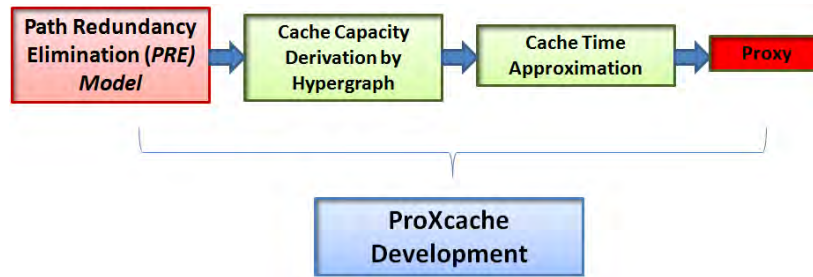 Path Redundancy
Elimination (PRE)
Model
Cache Capacity
Derivation by
Hypergraph
Cache Time
Approximation
Proxy
ProXcache
Development